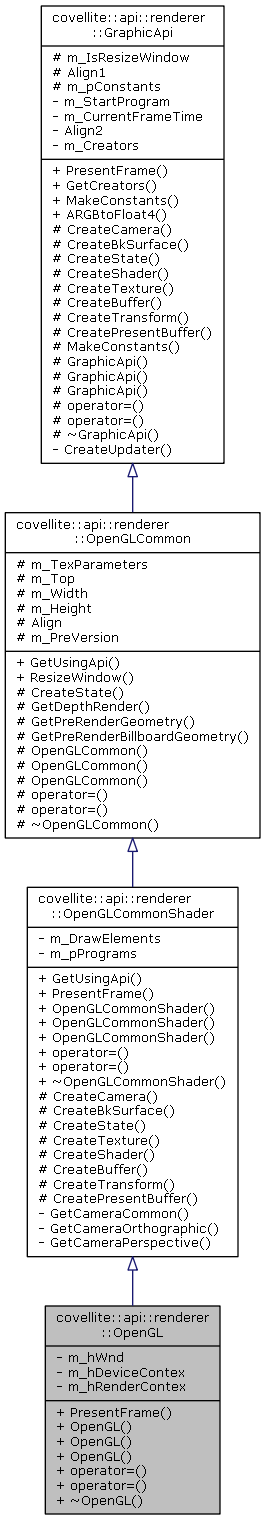 covellite::api::renderer
::GraphicApi
# m_IsResizeWindow
# Align1
# m_pConstants
- m_StartProgram
- m_CurrentFrameTime
- Align2
- m_Creators
+ PresentFrame()
+ GetCreators()
+ MakeConstants()
+ ARGBtoFloat4()
# CreateCamera()
# CreateBkSurface()
# CreateState()
# CreateShader()
# CreateTexture()
# CreateBuffer()
# CreateTransform()
# CreatePresentBuffer()
# MakeConstants()
# GraphicApi()
# GraphicApi()
# GraphicApi()
# operator=()
# operator=()
# ~GraphicApi()
- CreateUpdater()
covellite::api::renderer
::OpenGLCommon
# m_TexParameters
# m_Top
# m_Width
# m_Height
# Align
# m_PreVersion
+ GetUsingApi()
+ ResizeWindow()
# CreateState()
# GetDepthRender()
# GetPreRenderGeometry()
# GetPreRenderBillboardGeometry()
# OpenGLCommon()
# OpenGLCommon()
# OpenGLCommon()
# operator=()
# operator=()
# ~OpenGLCommon()
covellite::api::renderer
::OpenGLCommonShader
- m_DrawElements
- m_pPrograms
+ GetUsingApi()
+ PresentFrame()
+ OpenGLCommonShader()
+ OpenGLCommonShader()
+ OpenGLCommonShader()
+ operator=()
+ operator=()
+ ~OpenGLCommonShader()
# CreateCamera()
# CreateBkSurface()
# CreateState()
# CreateTexture()
# CreateShader()
# CreateBuffer()
# CreateTransform()
# CreatePresentBuffer()
- GetCameraCommon()
- GetCameraOrthographic()
- GetCameraPerspective()
covellite::api::renderer
::OpenGL
- m_hWnd
- m_hDeviceContex
- m_hRenderContex
+ PresentFrame()
+ OpenGL()
+ OpenGL()
+ OpenGL()
+ operator=()
+ operator=()
+ ~OpenGL()